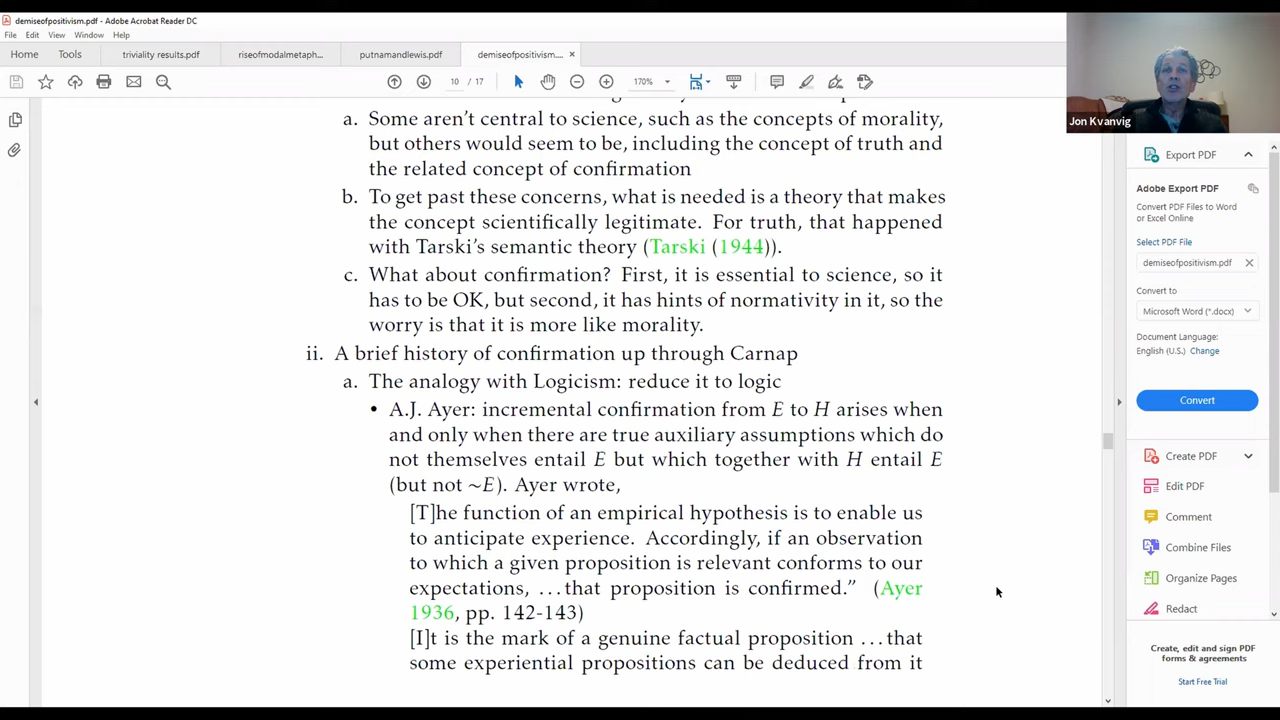 demiseofpositivism.pdf - Adobe Acrobat Reader DC
File Edit View Window Help
Home Tools triviality results.pdf riseofmodalmetaph... putnamandlewis.pdf demiseofpositivism....
10 / 17 170%
Jon Kvanvig
a. Some aren't central to science, such as the concepts of morality,
but others would seem to be, including the concept of truth and
the related concept of confirmation
b. To get past these concerns, what is needed is a theory that makes
the concept scientifically legitimate. For truth, that happened
with Tarski's semantic theory (Tarski (1944)).
c. What about confirmation? First, it is essential to science, so it
has to be OK, but second, it has hints of normativity in it, so the
worry is that it is more like morality.
ii. A brief history of confirmation up through Carnap
a. The analogy with Logicism: reduce it to logic
• A.J. Ayer: incremental confirmation from E to H arises when
and only when there are true auxiliary assumptions which do
not themselves entail E but which together with H entail E
(but not ~E). Ayer wrote,
[T]he function of an empirical hypothesis is to enable us
to anticipate experience. Accordingly, if an observation
to which a given proposition is relevant conforms to our
expectations, ...that proposition is confirmed." (Ayer
1936, pp. 142-143)
[I]t is the mark of a genuine factual proposition ...that
some experiential propositions can be deduced from it
Export PDF
Adobe Export PDF
Convert PDF Files to Word
or Excel Online
Select PDF File
demiseofpositivism.pdf
Convert to
Microsoft Word (*.docx)
Document Language:
English (U.S.) Change
Convert
Create PDF
Edit PDF
Comment
Combine Files
Organize Pages
Redact
Create, edit and sign PDF
forms & agreements
Start Free Trial